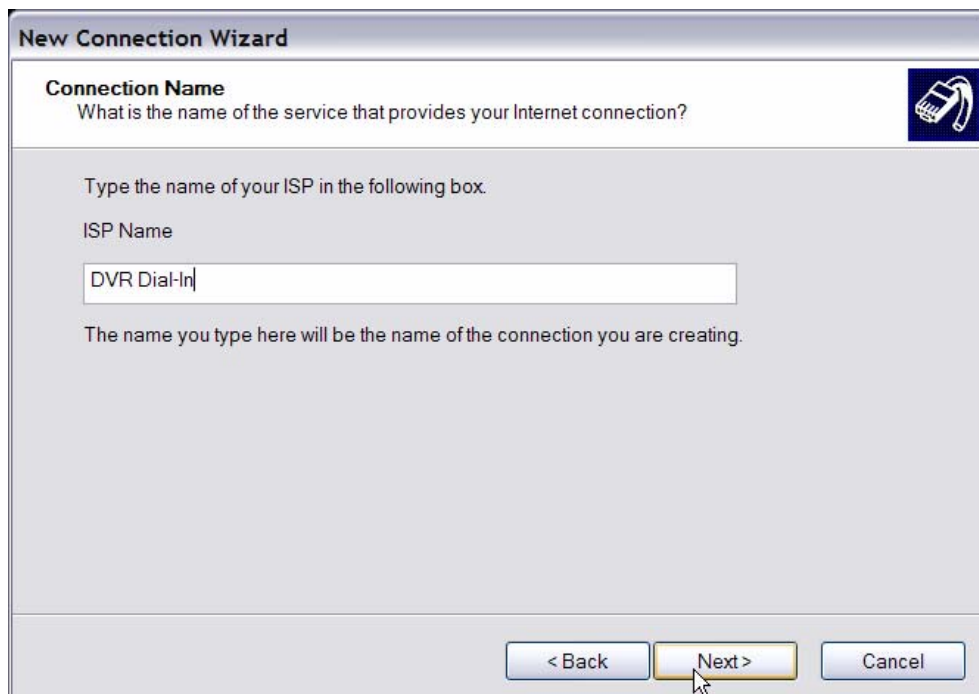 New Connection Wizard
Connection Name
What is the name of the service that provides your Internet connection?
Type the name of your ISP in the following box.
ISP Name
DVR Dial-In
The name you type here will be the name of the connection you are creating.
< Back
Next >
Cancel